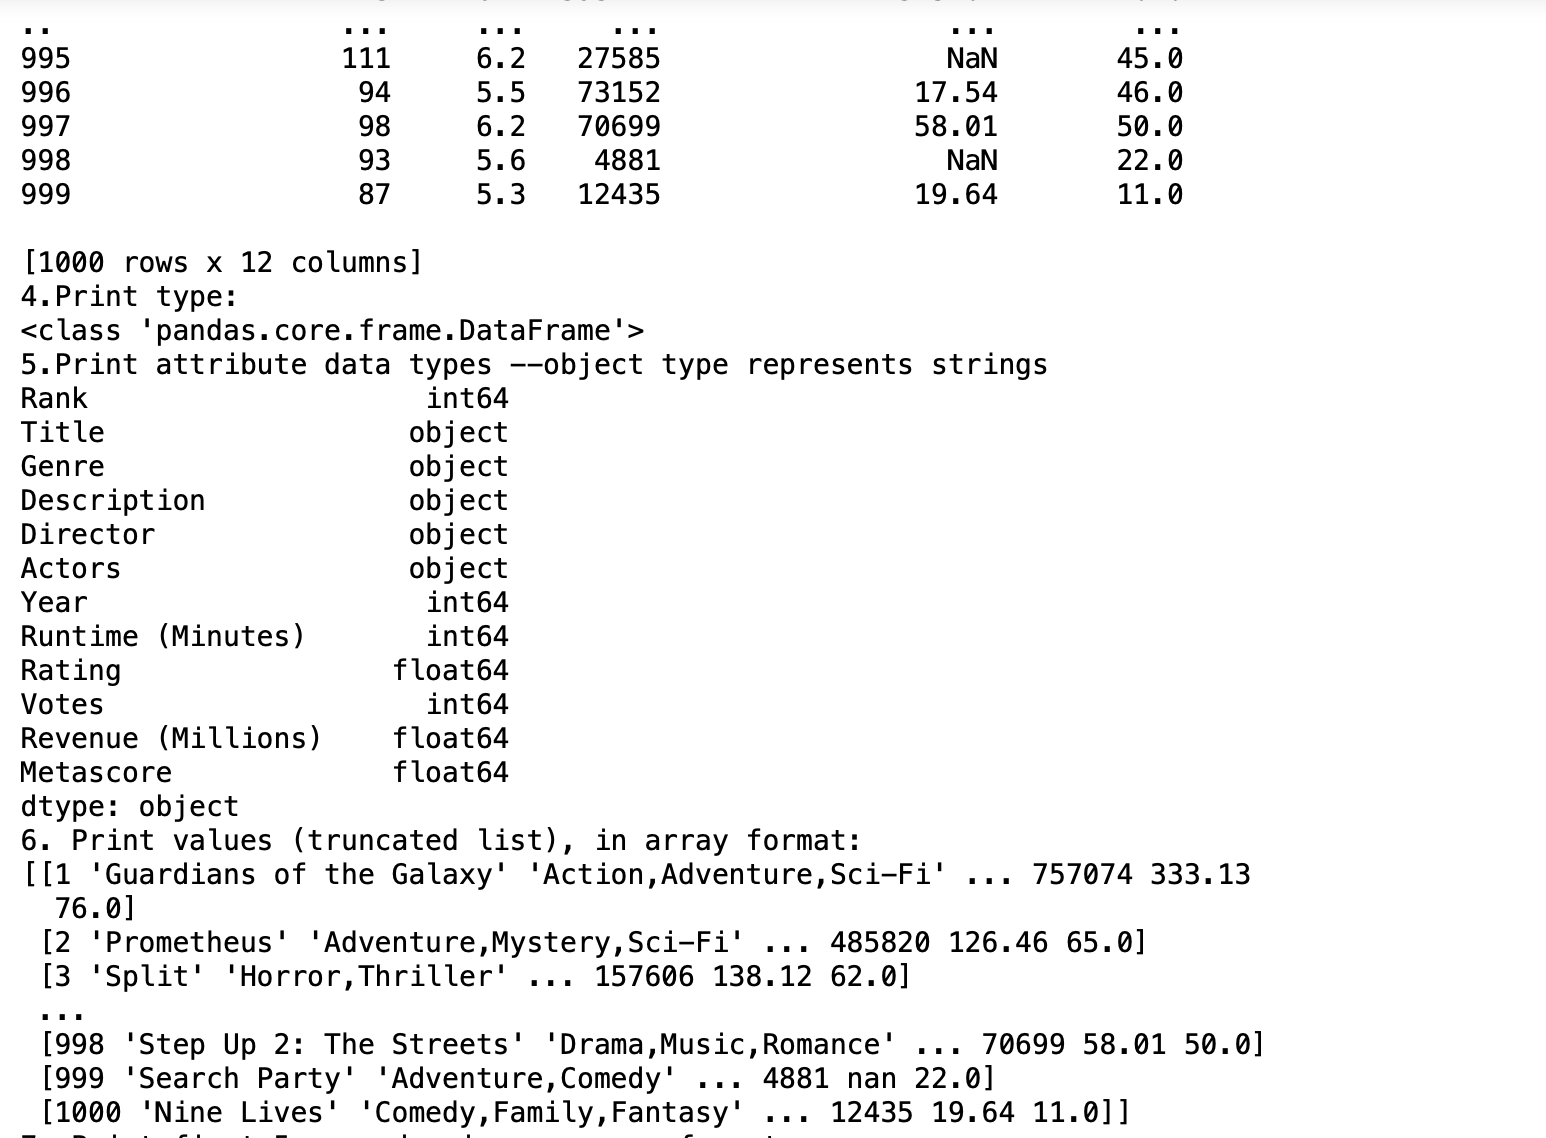 ..                 ...    ...     ...                 ...       ...
995                111    6.2   27585                 NaN      45.0
996                 94    5.5   73152               17.54      46.0
997                 98    6.2   70699               58.01      50.0
998                 93    5.6    4881                 NaN      22.0
999                 87    5.3   12435               19.64      11.0
[1000 rows x 12 columns]
4.Print type:
<class 'pandas.core.frame.DataFrame'>
5.Print attribute data types --object type represents strings
Rank                    int64
Title                  object
Genre                  object
Description            object
Director               object
Actors                 object
Year                    int64
Runtime (Minutes)       int64
Rating                float64
Votes                   int64
Revenue (Millions)    float64
Metascore             float64
dtype: object
6. Print values (truncated list), in array format:
[[1 'Guardians of the Galaxy' 'Action,Adventure,Sci-Fi' ... 757074 333.13
  76.0]
 [2 'Prometheus' 'Adventure,Mystery,Sci-Fi' ... 485820 126.46 65.0]
 [3 'Split' 'Horror,Thriller' ... 157606 138.12 62.0]
 ...
 [998 'Step Up 2: The Streets' 'Drama,Music,Romance' ... 70699 58.01 50.0]
 [999 'Search Party' 'Adventure,Comedy' ... 4881 nan 22.0]
 [1000 'Nine Lives' 'Comedy,Family,Fantasy' ... 12435 19.64 11.0]]